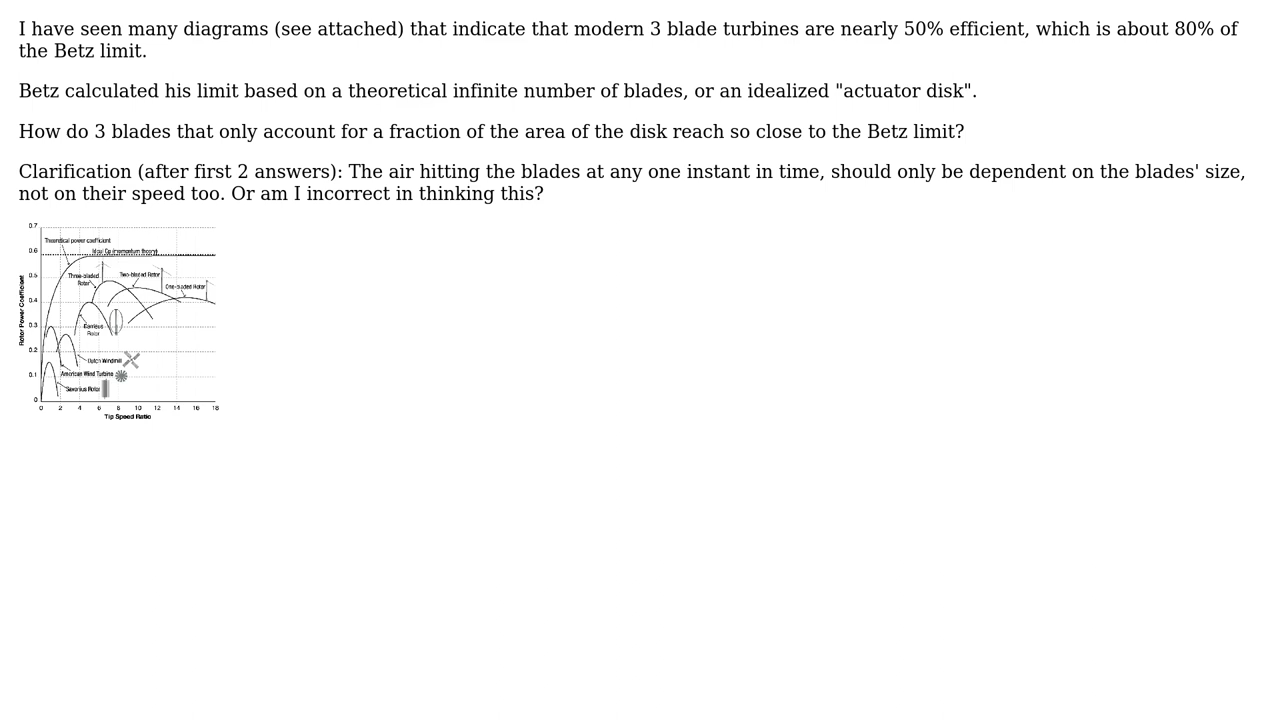 I have seen many diagrams (see attached) that indicate that modern 3 blade turbines are nearly 50% efficient, which is about 80% of
the Betz limit.
Betz calculated his limit based on a theoretical infinite number of blades, or an idealized "actuator disk".
How do 3 blades that only account for a fraction of the area of the disk reach so close to the Betz limit?
Clarification (after first 2 answers): The air hitting the blades at any one instant in time, should only be dependent on the blades' size,
not on their speed too. Or am I incorrect in thinking this?
0.7
Theoretical power coefficient
0.6
Ideal Cp (momentum theory)
0.5
Three-bladed
Rotor
Two-bladed Rotor
One-bladed Rotor
0.4
0.3
Darrieus
Rotor
0.2
Dutch Windmill
0.1
American Wind Turbine
Savonius Rotor
0
0 2 4 6 8 10 12 14 16 18
Tip Speed Ratio
Rotor Power Coefficient